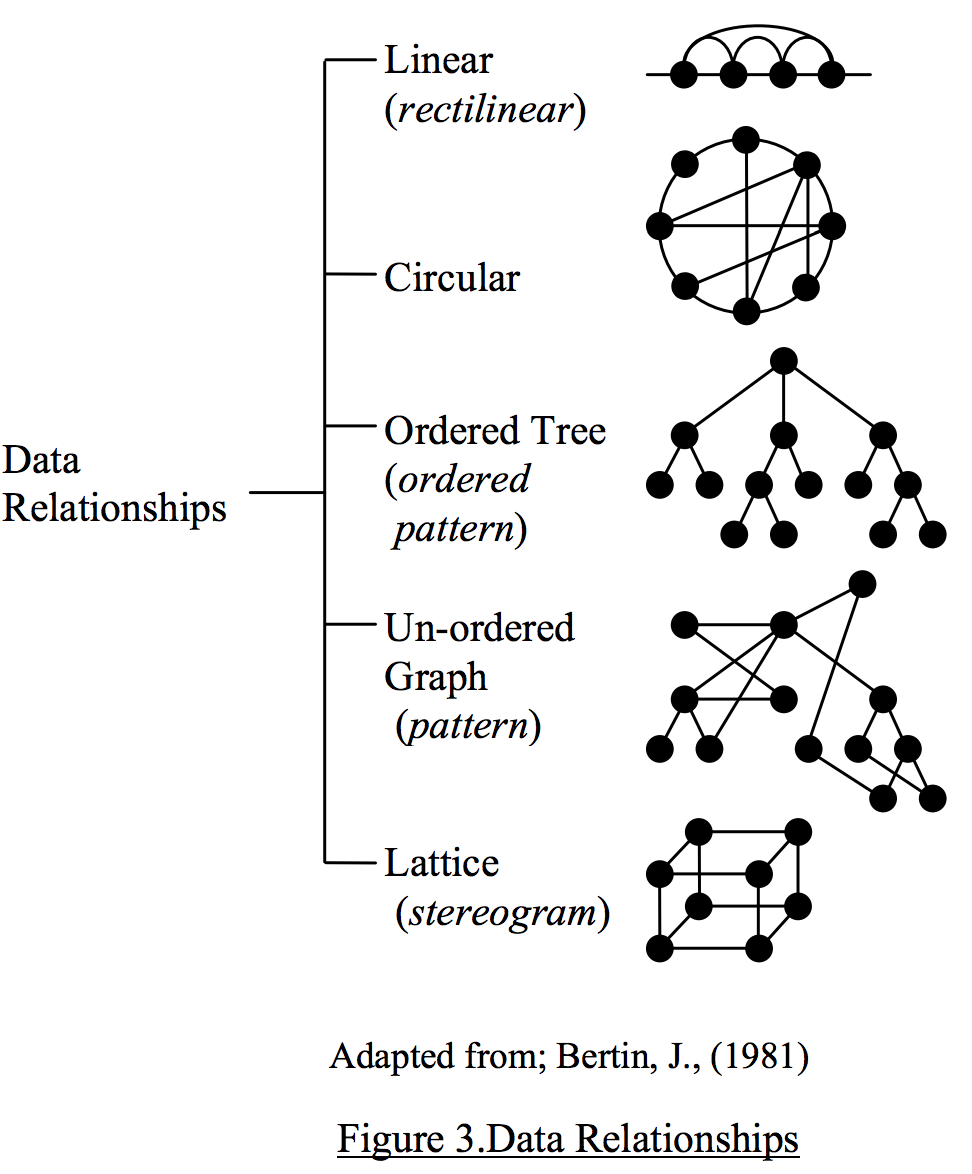 Linear
(rectilinear)
Circular
Ordered Tree
(ordered
pattern)
Data
Relationships
Un-ordered
Graph
(pattern)
Lattice
(stereogram)
Adapted from; Bertin, J., (1981)
Figure 3.Data Relationships